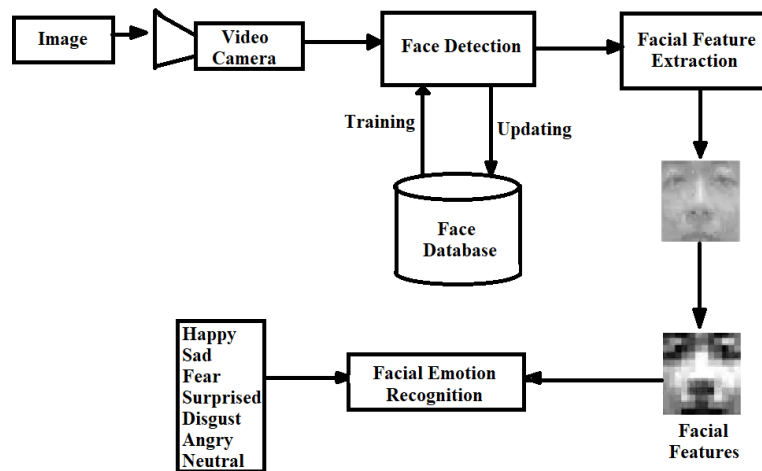 Image
Video
Camera
Face Detection
Facial Feature
Extraction
Training
Updating
Face
Database
Happy
Sad
Fear
Surprised
Disgust
Angry
Neutral
Facial Emotion
Recognition
Facial
Features